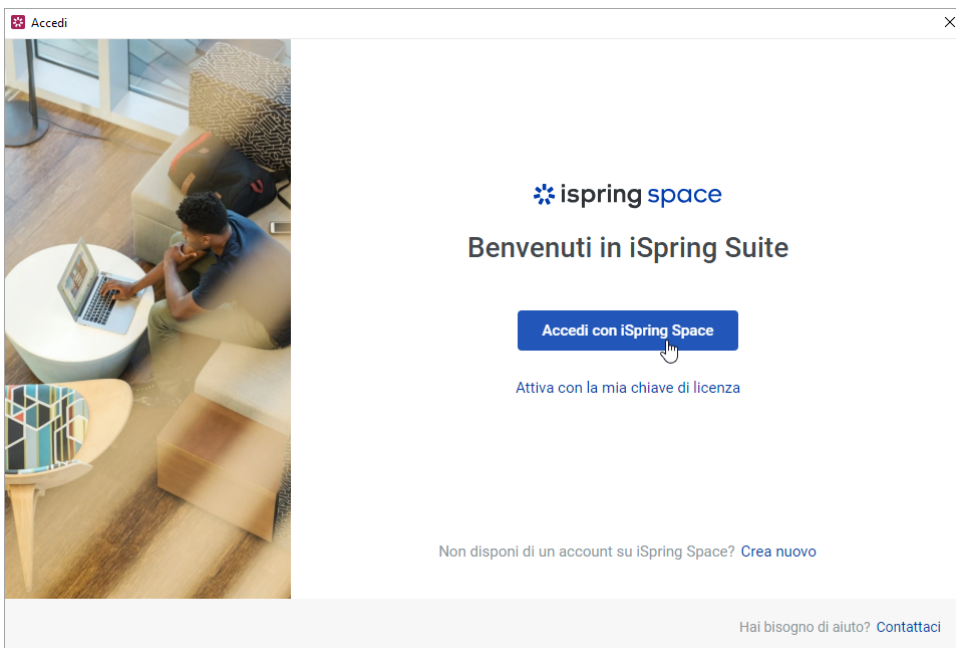 Accedi
ispring space
Benvenuti in iSpring Suite
Accedi con iSpring Space
Attiva con la mia chiave di licenza
Non disponi di un account su iSpring Space? Crea nuovo
Hai bisogno di aiuto? Contattaci